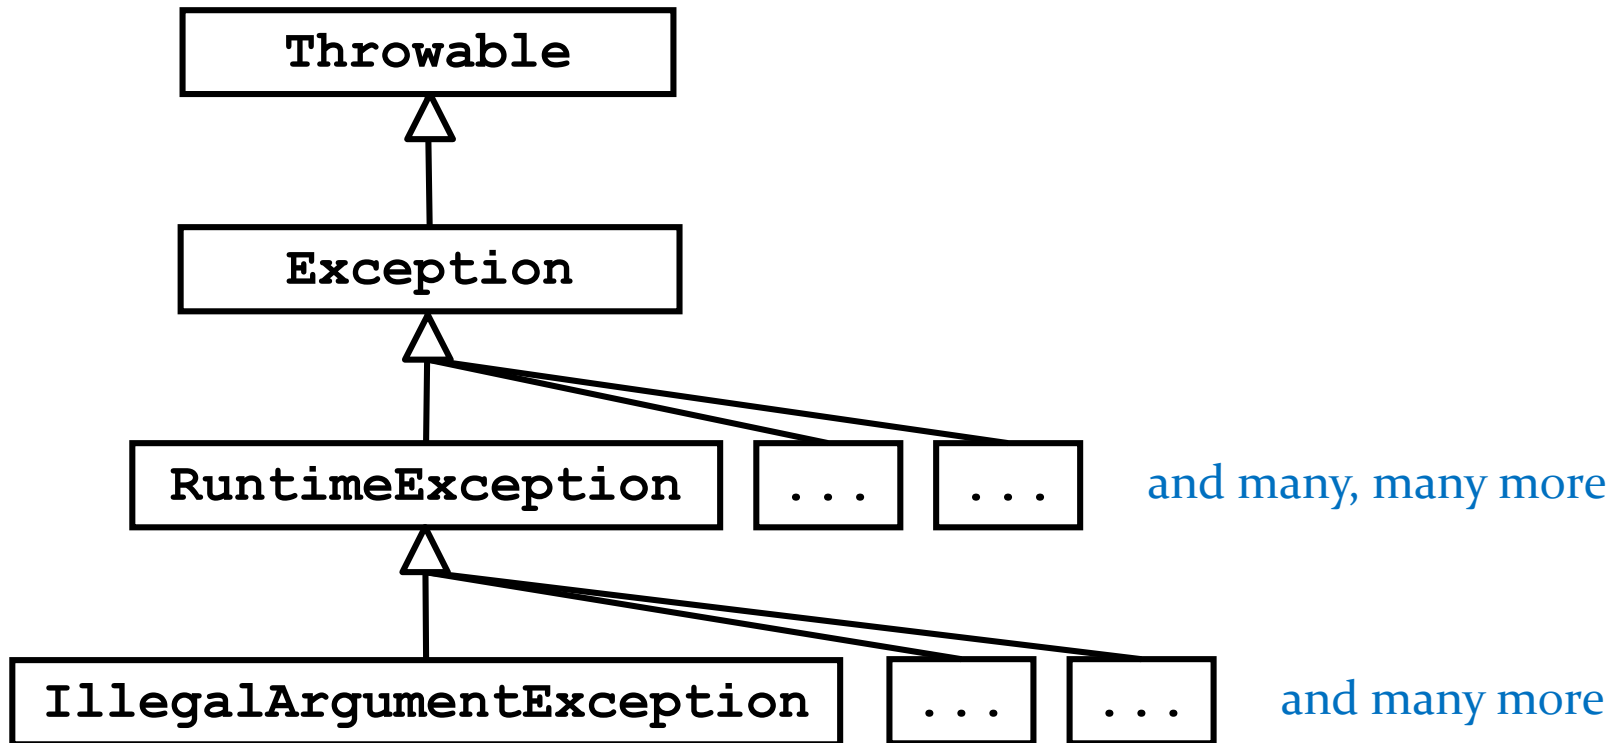 Throwable
Exception
RuntimeException ... ... and many, many more
IllegalArgumentException ... ... and many more